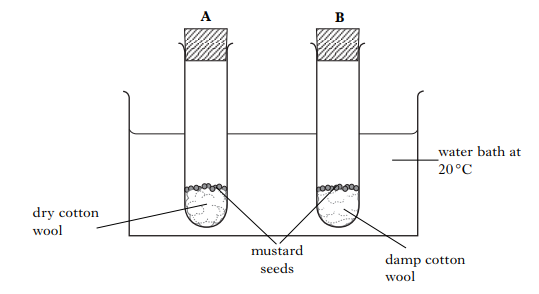 A
B
water bath at
20 °C
dry cotton
wool
mustard
seeds
damp cotton
wool